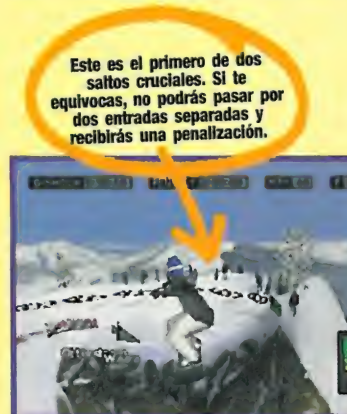 Este es el primero de dos
saltos cruciales. Si te
equivocas, no podrás pasar por
dos entradas separadas y
recibirás una penalización.